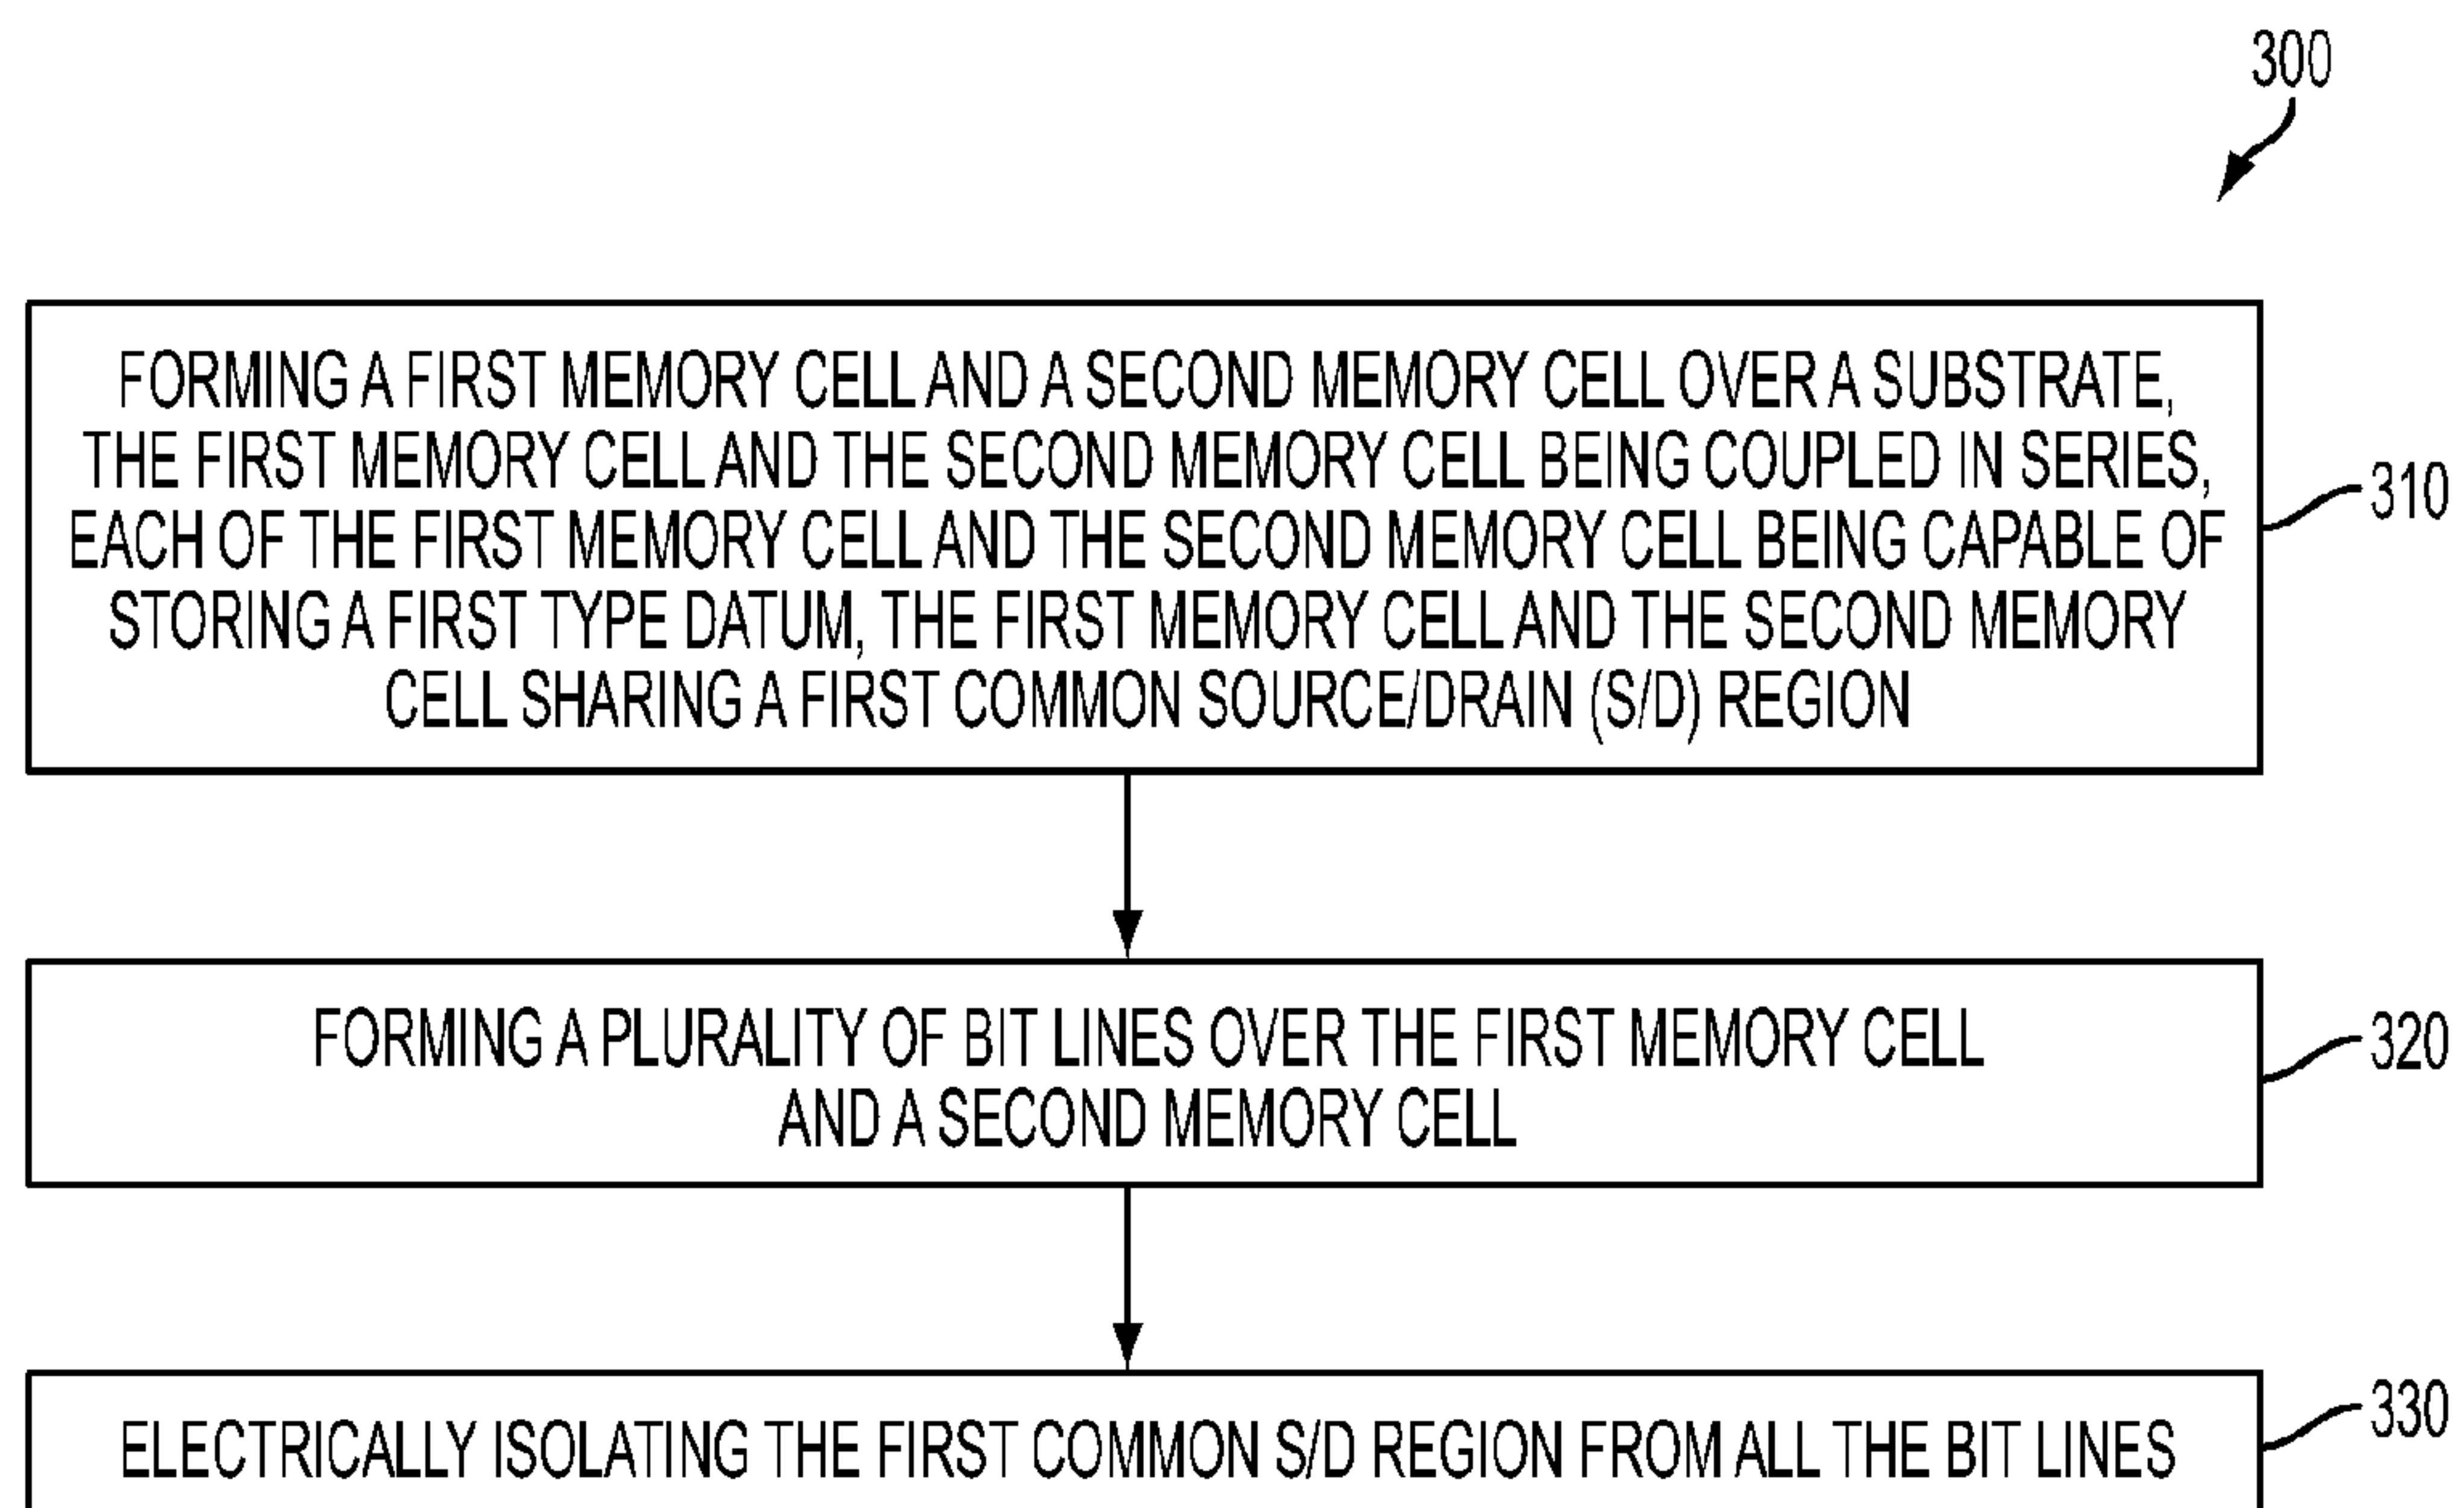 300
FORMING A FIRST MEMORY CELL AND A SECOND MEMORY CELL OVER A SUBSTRATE,
THE FIRST MEMORY CELL AND THE SECOND MEMORY CELL BEING COUPLED IN SERIES,
EACH OF THE FIRST MEMORY CELL AND THE SECOND MEMORY CELL BEING CAPABLE OF
STORING A FIRST TYPE DATUM, THE FIRST MEMORY CELL AND THE SECOND MEMORY
CELL SHARING A FIRST COMMON SOURCE/DRAIN (S/D) REGION
310
FORMING A PLURALITY OF BIT LINES OVER THE FIRST MEMORY CELL
AND A SECOND MEMORY CELL
320
ELECTRICALLY ISOLATING THE FIRST COMMON S/D REGION FROM ALL THE BIT LINES
330